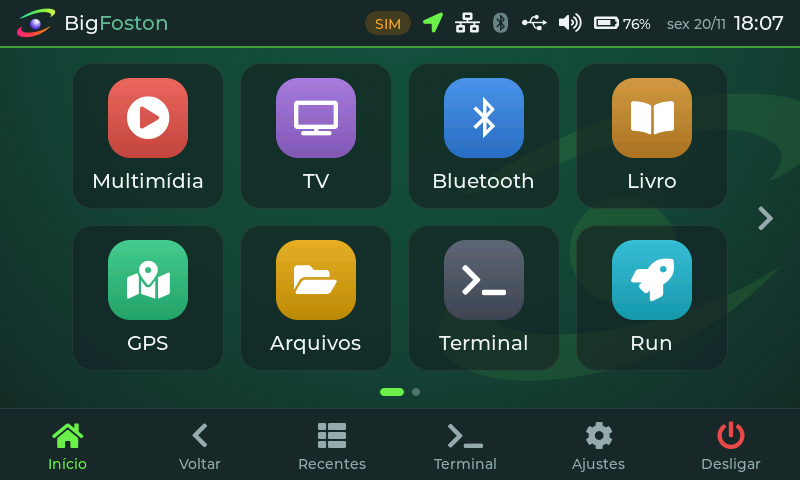 BigFoston
SIM
76%
sex 20/11
18:07
Multimídia
TV
Bluetooth
Livro
GPS
Arquivos
Terminal
Run
Início
Voltar
Recentes
Terminal
Ajustes
Desligar